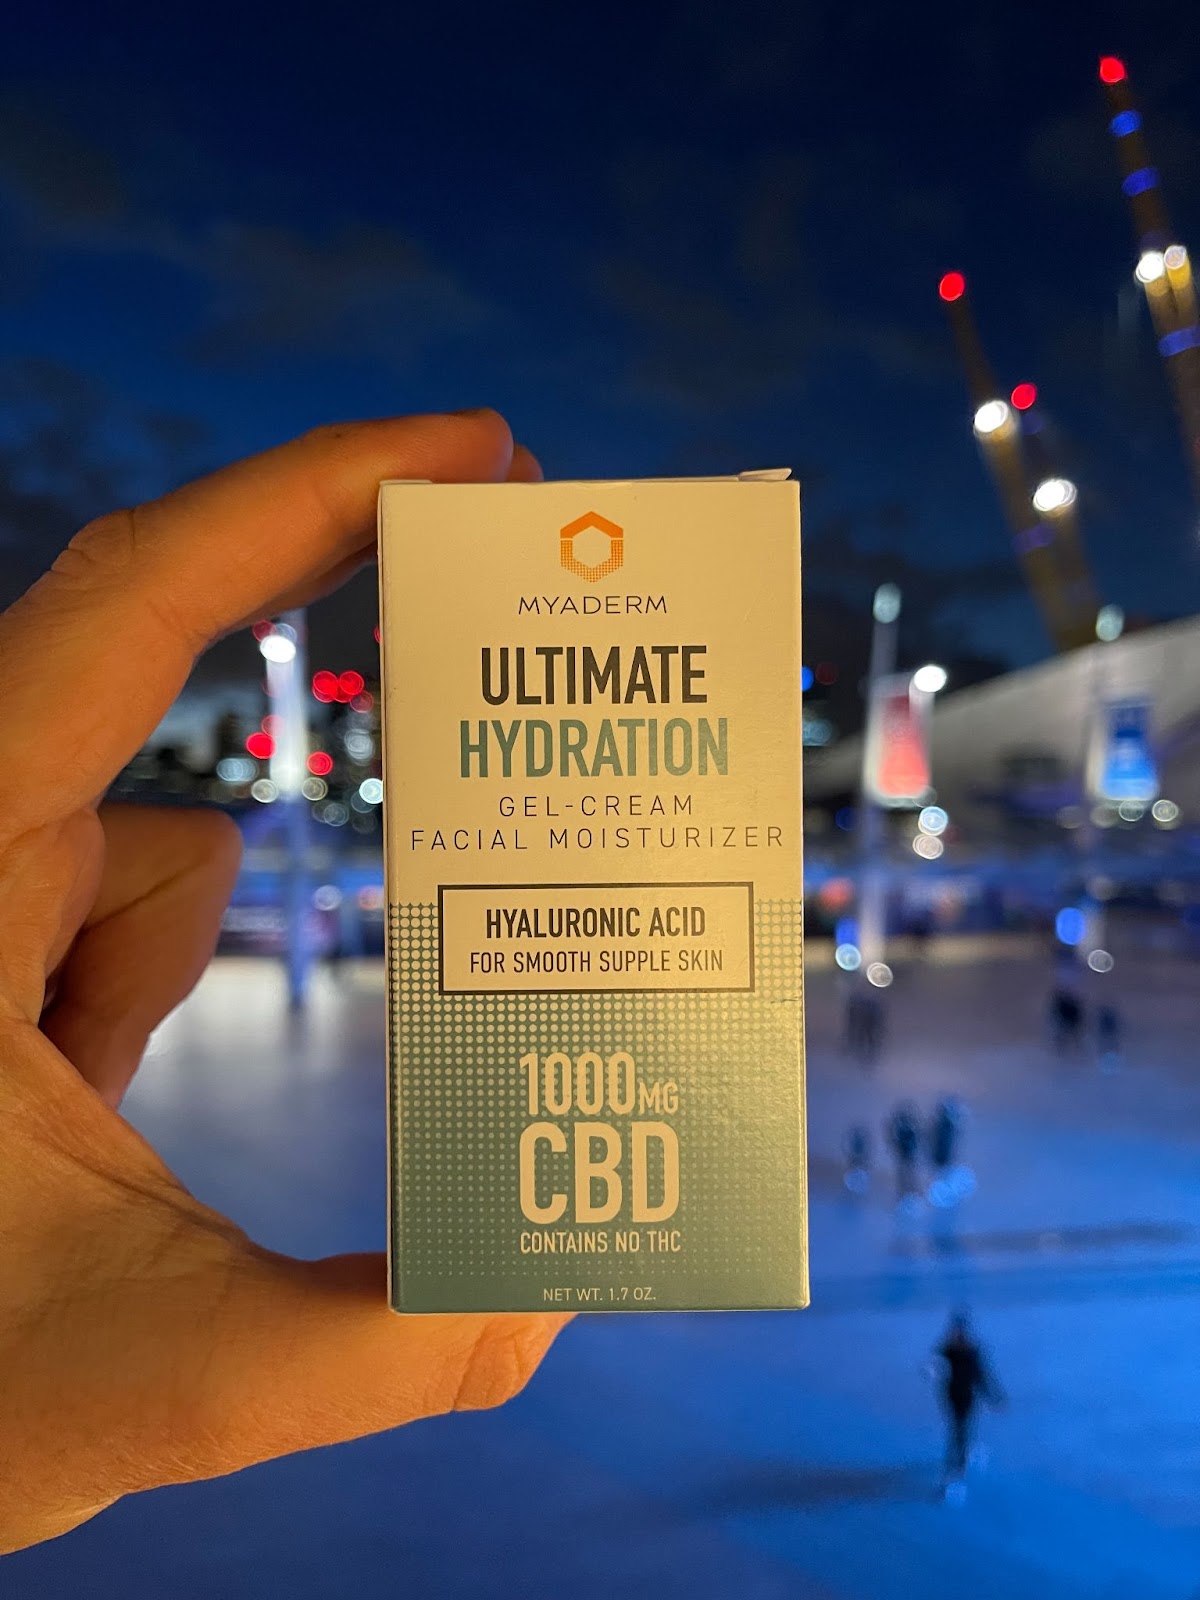 MYADERM
ULTIMATE
HYDRATION
GEL-CREAM
FACIAL MOISTURIZER
HYALURONIC ACID
FOR SMOOTH SUPPLE SKIN
1000MG
CBD
CONTAINS NO THC
NET WT. 1.7 OZ.